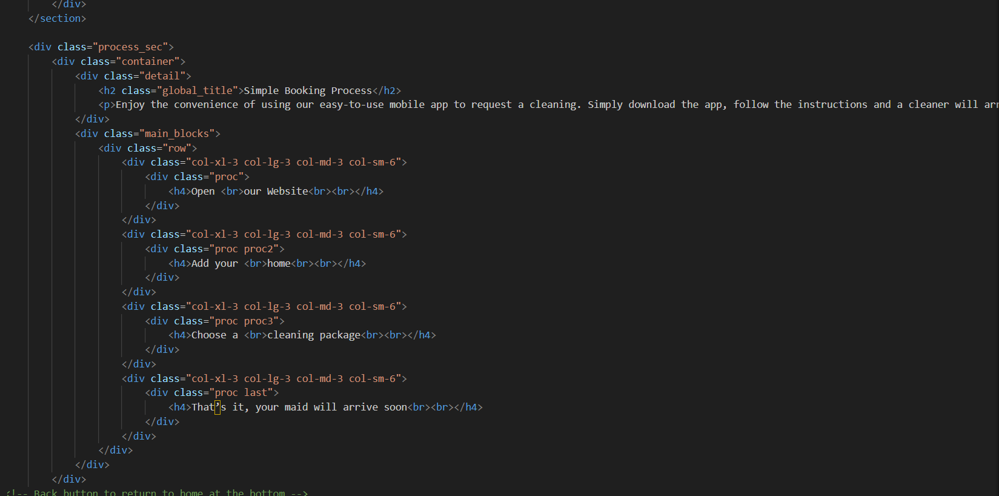 </div>
</section>
<div class="process_sec">
<div class="container">
<div class="detail">
<h2 class="global_title">Simple Booking Process</h2>
<p>Enjoy the convenience of using our easy-to-use mobile app to request a cleaning. Simply download the app, follow the instructions and a cleaner will
</div>
<div class="main_blocks">
<div class="row">
<div class="col-xl-3 col-lg-3 col-md-3 col-sm-6">
<div class="proc">
<h4>Open <br>our Website<br><br></h4>
</div>
</div>
<div class="col-xl-3 col-lg-3 col-md-3 col-sm-6">
<div class="proc proc2">
<h4>Add your <br>home<br><br></h4>
</div>
</div>
<div class="col-xl-3 col-lg-3 col-md-3 col-sm-6">
<div class="proc proc3">
<h4>Choose a <br>cleaning package<br><br></h4>
</div>
</div>
<div class="col-xl-3 col-lg-3 col-md-3 col-sm-6">
<div class="proc last">
<h4>That’s it, your maid will arrive soon<br><br></h4>
</div>
</div>
</div>
</div>
</div>
<!-- Back button to return to home at the bottom -->